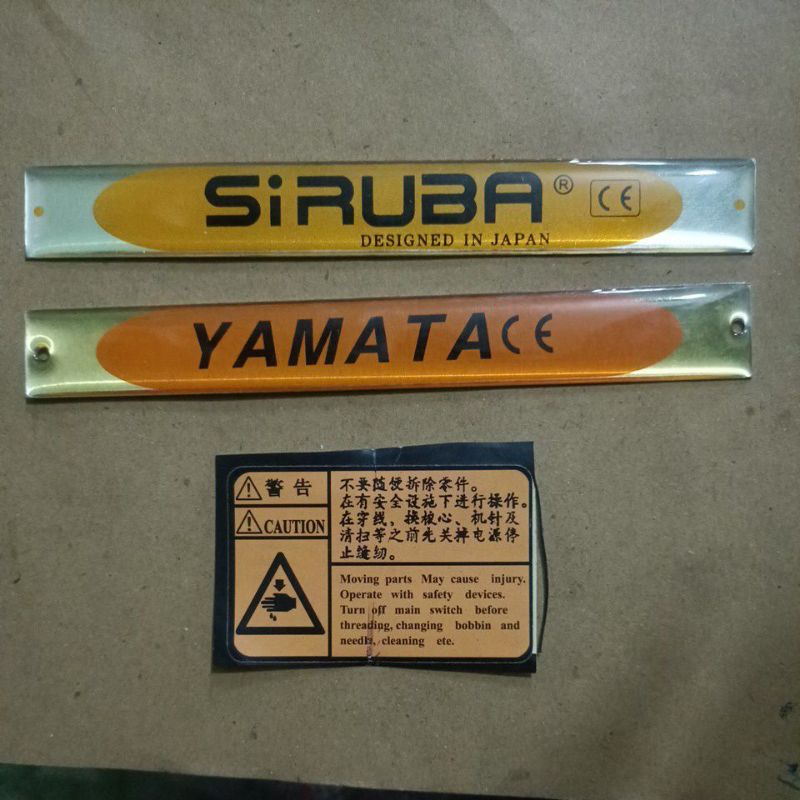 SiRUBA® CE
DESIGNED IN JAPAN
YAMATA CE
警告
CAUTION
不要随便拆除零件。
在有安全设施下进行操作。
在穿线，换梭心、机针及
清扫等之前先关掉电源停
止缝纫。
Moving parts May cause injury.
Operate with safety devices.
Turn off main switch before
threading, changing bobbin and
needle, cleaning ete.